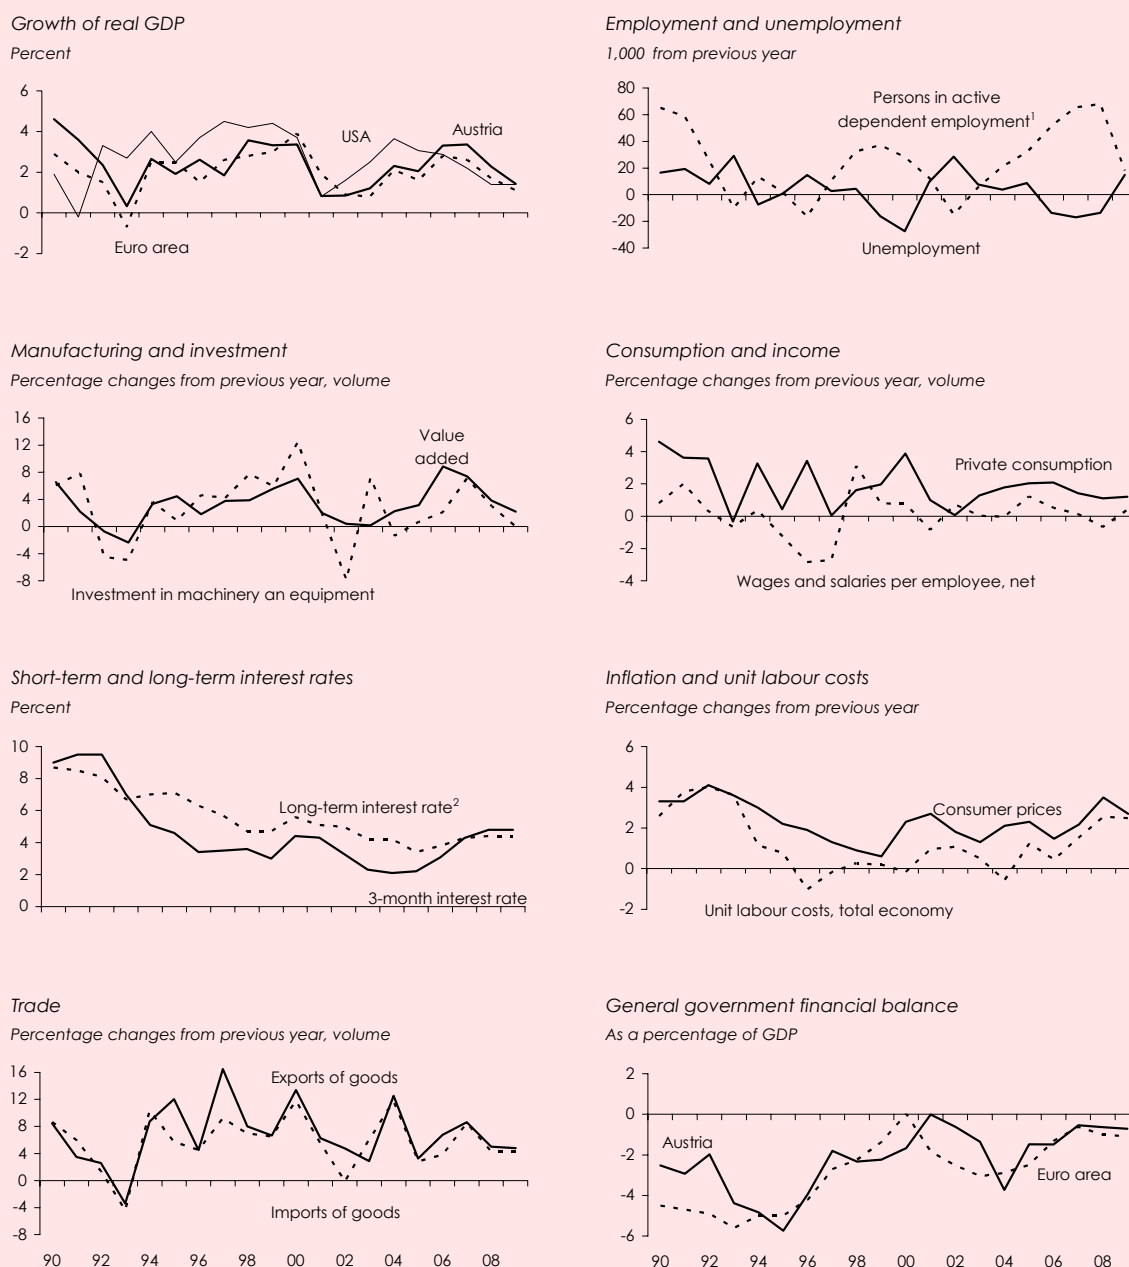 Growth of real GDP
Percent
6
4
2
0
-2
USA
Austria
Euro area
Employment and unemployment
1,000 from previous year
80
60
40
20
0
-20
-40
Persons in active
dependent employment¹
Unemployment
Manufacturing and investment
Percentage changes from previous year, volume
16
12
8
4
0
-4
-8
Value
added
Investment in machinery an equipment
Consumption and income
Percentage changes from previous year, volume
6
4
2
0
-2
-4
Private consumption
Wages and salaries per employee, net
Short-term and long-term interest rates
Percent
10
8
6
4
2
0
Long-term interest rate²
3-month interest rate
Inflation and unit labour costs
Percentage changes from previous year
6
4
2
0
-2
Consumer prices
Unit labour costs, total economy
Trade
Percentage changes from previous year, volume
16
12
8
4
0
-4
-8
Exports of goods
Imports of goods
90 92 94 96 98 00 02 04 06 08
General government financial balance
As a percentage of GDP
2
0
-2
-4
-6
Austria
Euro area
90 92 94 96 98 00 02 04 06 08